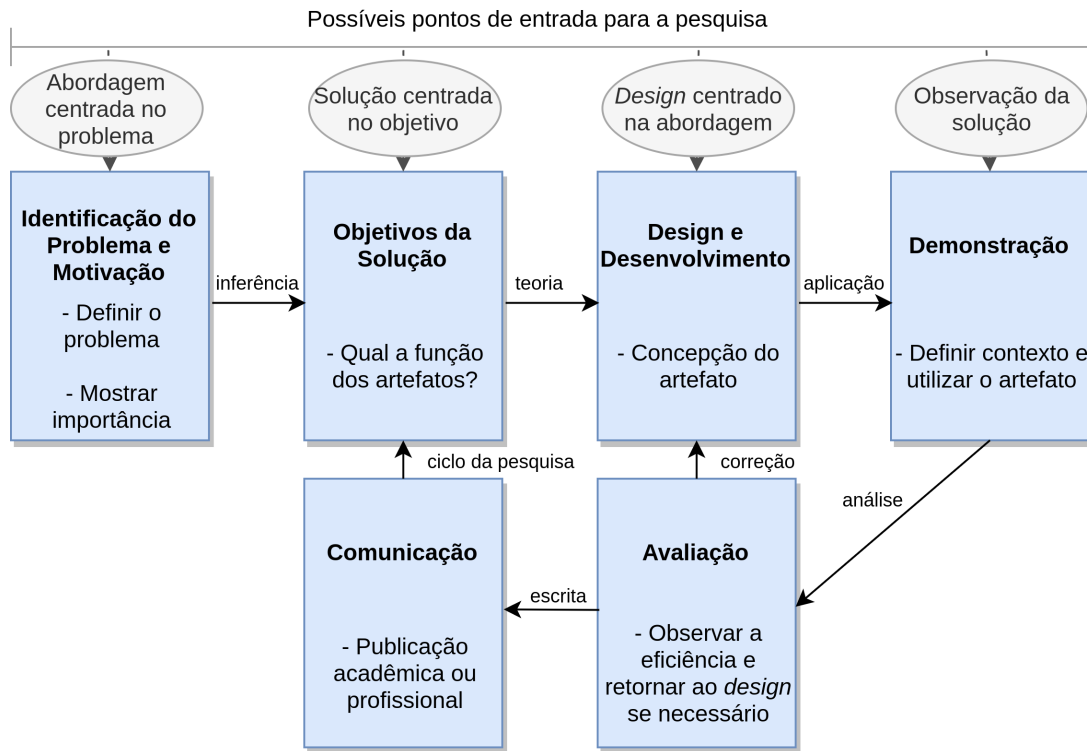 Possíveis pontos de entrada para a pesquisa
Abordagem
centrada no
problema
Solução centrada
no objetivo
Design centrado
na abordagem
Observação da
solução
Identificação do
Problema e
Motivação
- Definir o
problema
- Mostrar
importância
inferência
Objetivos da
Solução
- Qual a função
dos artefatos?
teoria
Design e
Desenvolvimento
- Concepção do
artefato
aplicação
Demonstração
- Definir contexto e
utilizar o artefato
ciclo da pesquisa
correção
análise
Comunicação
- Publicação
acadêmica ou
profissional
escrita
Avaliação
- Observar a
eficiência e
retornar ao design
se necessário